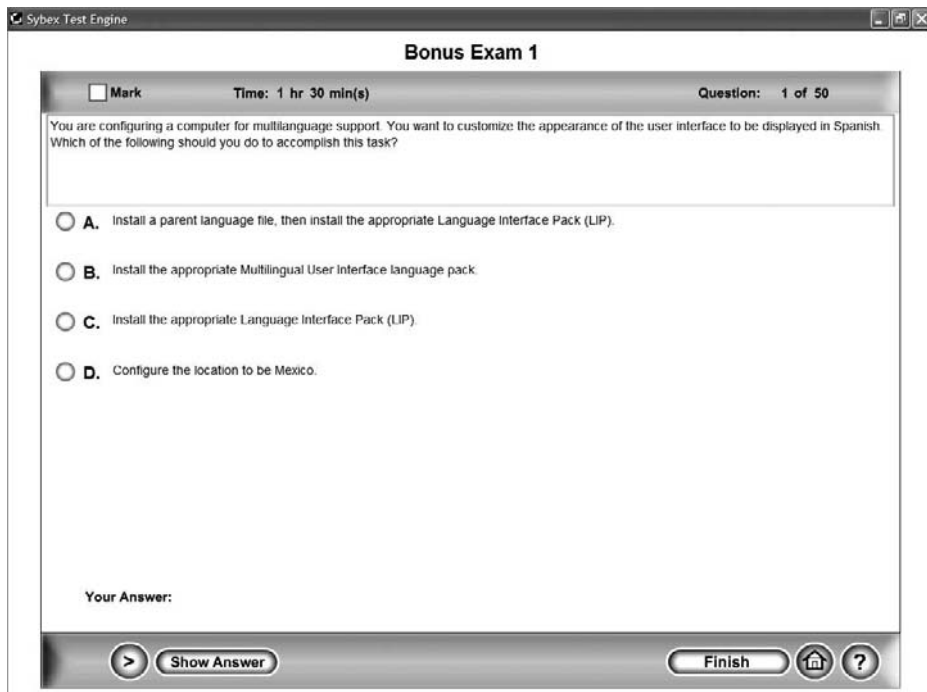 Sybex Test Engine
Bonus Exam 1
Mark Time: 1 hr 30 min(s) Question: 1 of 50
You are configuring a computer for multilanguage support. You want to customize the appearance of the user interface to be displayed in Spanish.
Which of the following should you do to accomplish this task?
A. Install a parent language file, then install the appropriate Language Interface Pack (LIP).
B. Install the appropriate Multilingual User Interface language pack.
C. Install the appropriate Language Interface Pack (LIP).
D. Configure the location to be Mexico.
Your Answer:
> Show Answer Finish ?